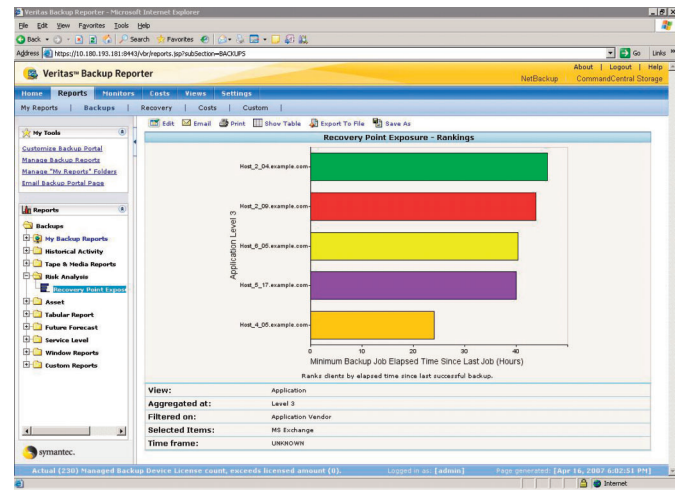 Veritas Backup Reporter - Microsoft Internet Explorer
File Edit View Favorites Tools Help
Back Search Favorites
Address https://10.180.193.181:8443/vbr/reports.jsp?subSection=BACKUPS Go Links
Veritas™ Backup Reporter
About | Logout | Help
NetBackup CommandCentral Storage
Home Reports Monitors Costs Views Settings
My Reports | Backups | Recovery | Costs | Custom |
My Tools
Customize Backup Portal
Manage Backup Reports
Manage "My Reports" Folders
Email Backup Portal Page
Reports
Backups
My Backup Reports
Historical Activity
Tape & Media Reports
Risk Analysis
Recovery Point Expos
Asset
Tabular Report
Future Forecast
Service Level
Window Reports
Custom Reports
symantec.
Edit Email Print Show Table Export To File Save As
Recovery Point Exposure - Rankings
Application Level 3
Host_2_04.example.com
Host_2_09.example.com
Host_6_05.example.com
Host_5_17.example.com
Host_4_05.example.com
0 10 20 30 40
Minimum Backup Job Elapsed Time Since Last Job (Hours)
Ranks clients by elapsed time since last successful backup.
View: Application
Aggregated at: Level 3
Filtered on: Application Vendor
Selected Items: MS Exchange
Time frame: UNKNOWN
Actual (230) Managed Backup Device License count, exceeds licensed amount (0). Logged in as: [admin] Page generated: [Apr 16, 2007 6:02:51 PM]
Internet